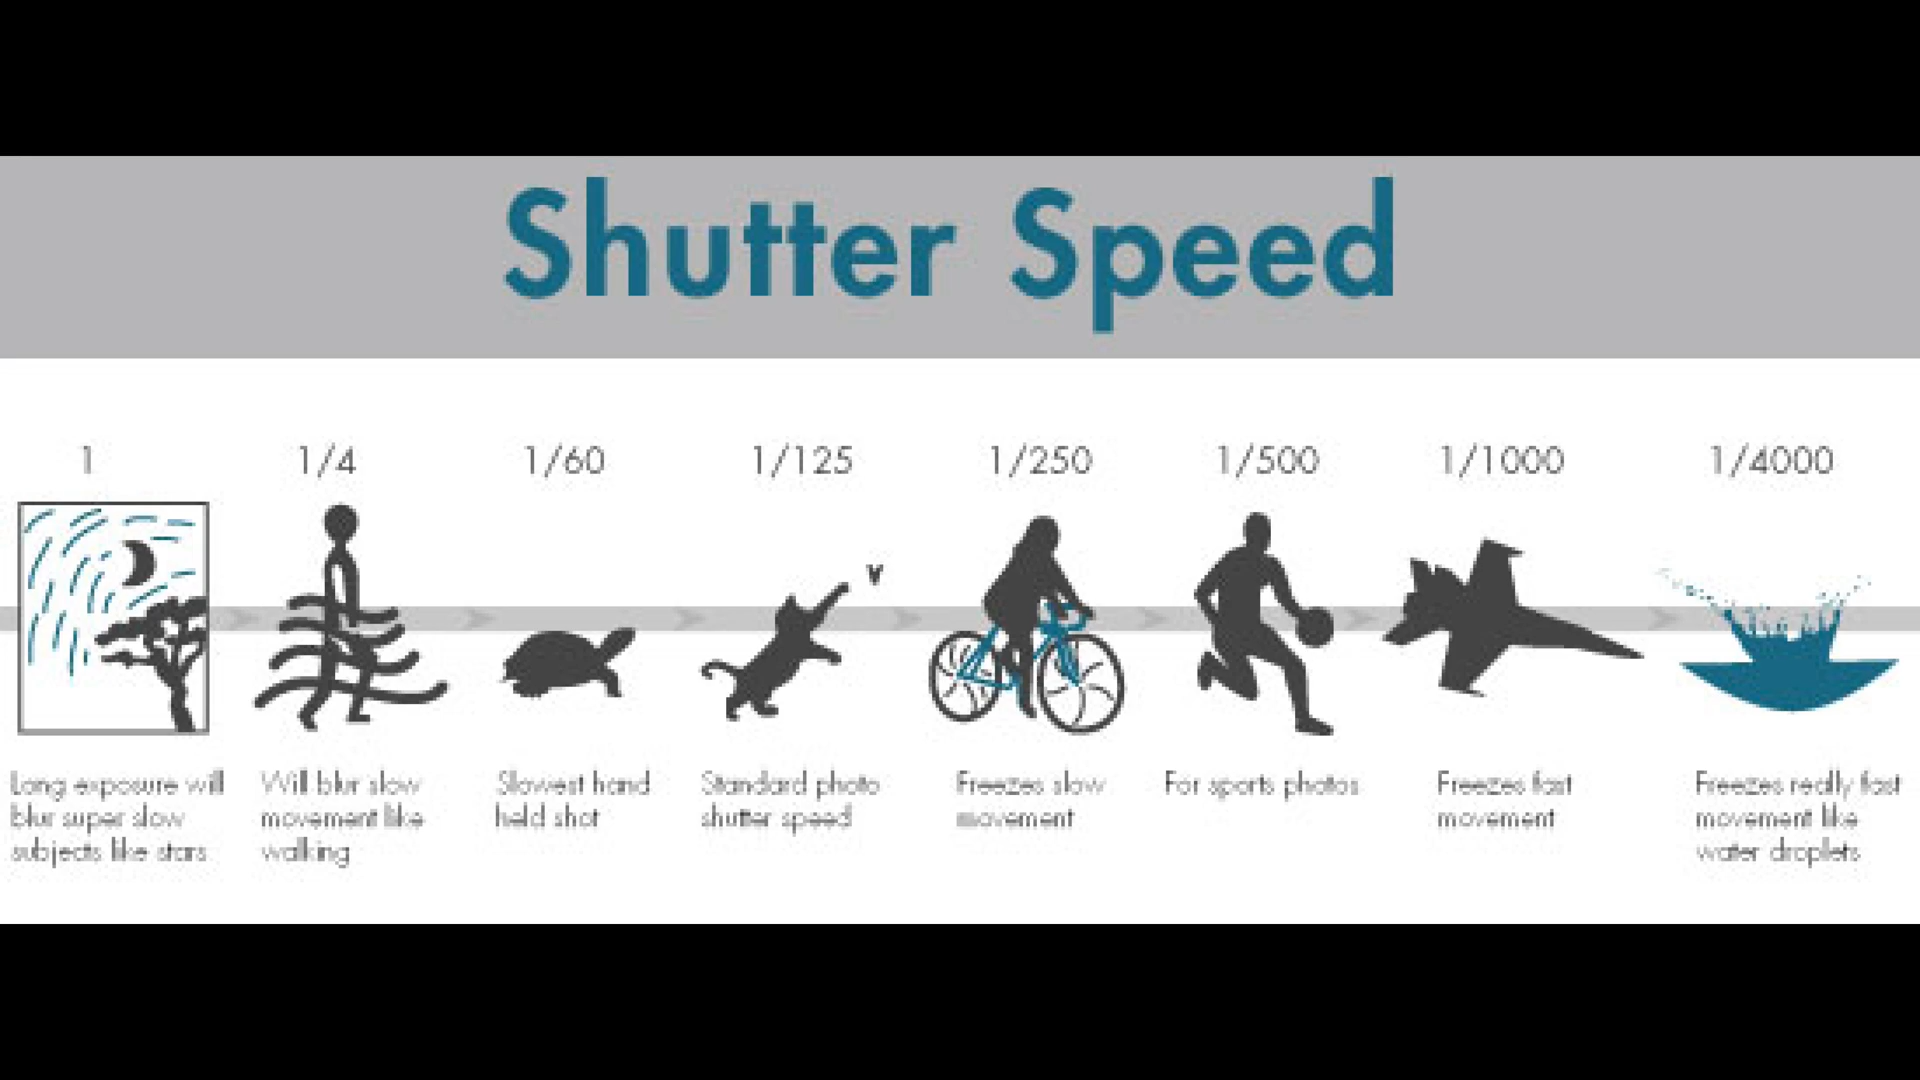 Shutter Speed
1
1/4
1/60
1/125
1/250
1/500
1/1000
1/4000
Long exposure will
blur super slow
subjects like stars
Will blur slow
movement like
walking
Slowest hand
held shot
Standard photo
shutter speed
Freezes slow
movement
For sports photos
Freezes fast
movement
Freezes really fast
movement like
water droplets